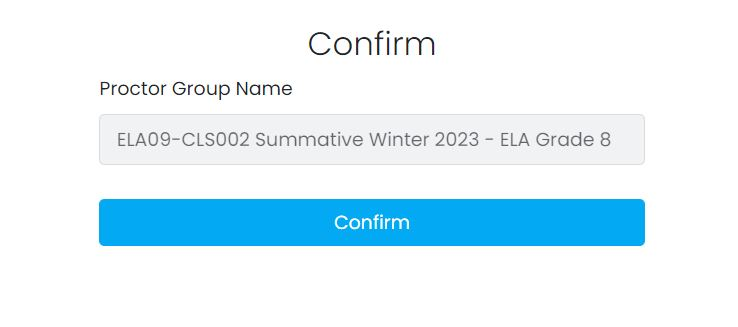 Confirm
Proctor Group Name
ELA09-CLS002 Summative Winter 2023 - ELA Grade 8
Confirm